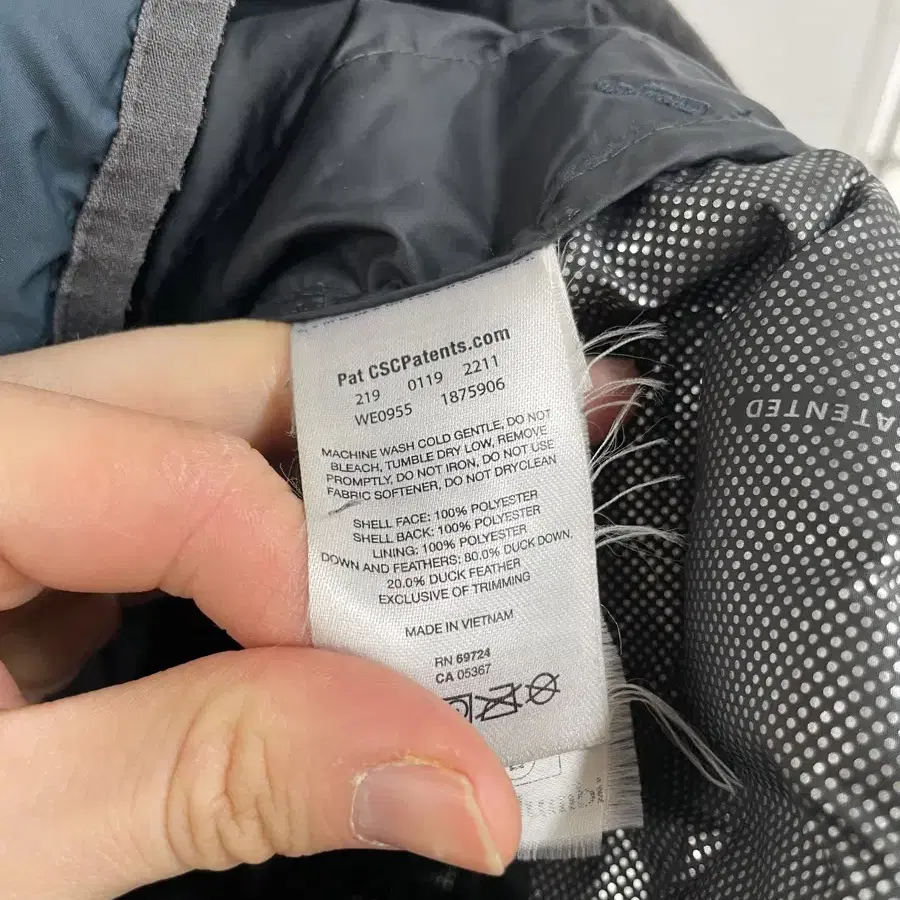 Pat CSCPatents.com
219 0119 2211
WE0955 1875906
MACHINE WASH COLD GENTLE, DO NOT
BLEACH, TUMBLE DRY LOW, REMOVE
PROMPTLY, DO NOT IRON, DO NOT USE
FABRIC SOFTENER, DO NOT DRYCLEAN
SHELL FACE: 100% POLYESTER
SHELL BACK: 100% POLYESTER
LINING: 100% POLYESTER
DOWN AND FEATHERS: 80.0% DUCK DOWN,
20.0% DUCK FEATHER
EXCLUSIVE OF TRIMMING
MADE IN VIETNAM
RN 69724
CA 05367
ATENTED